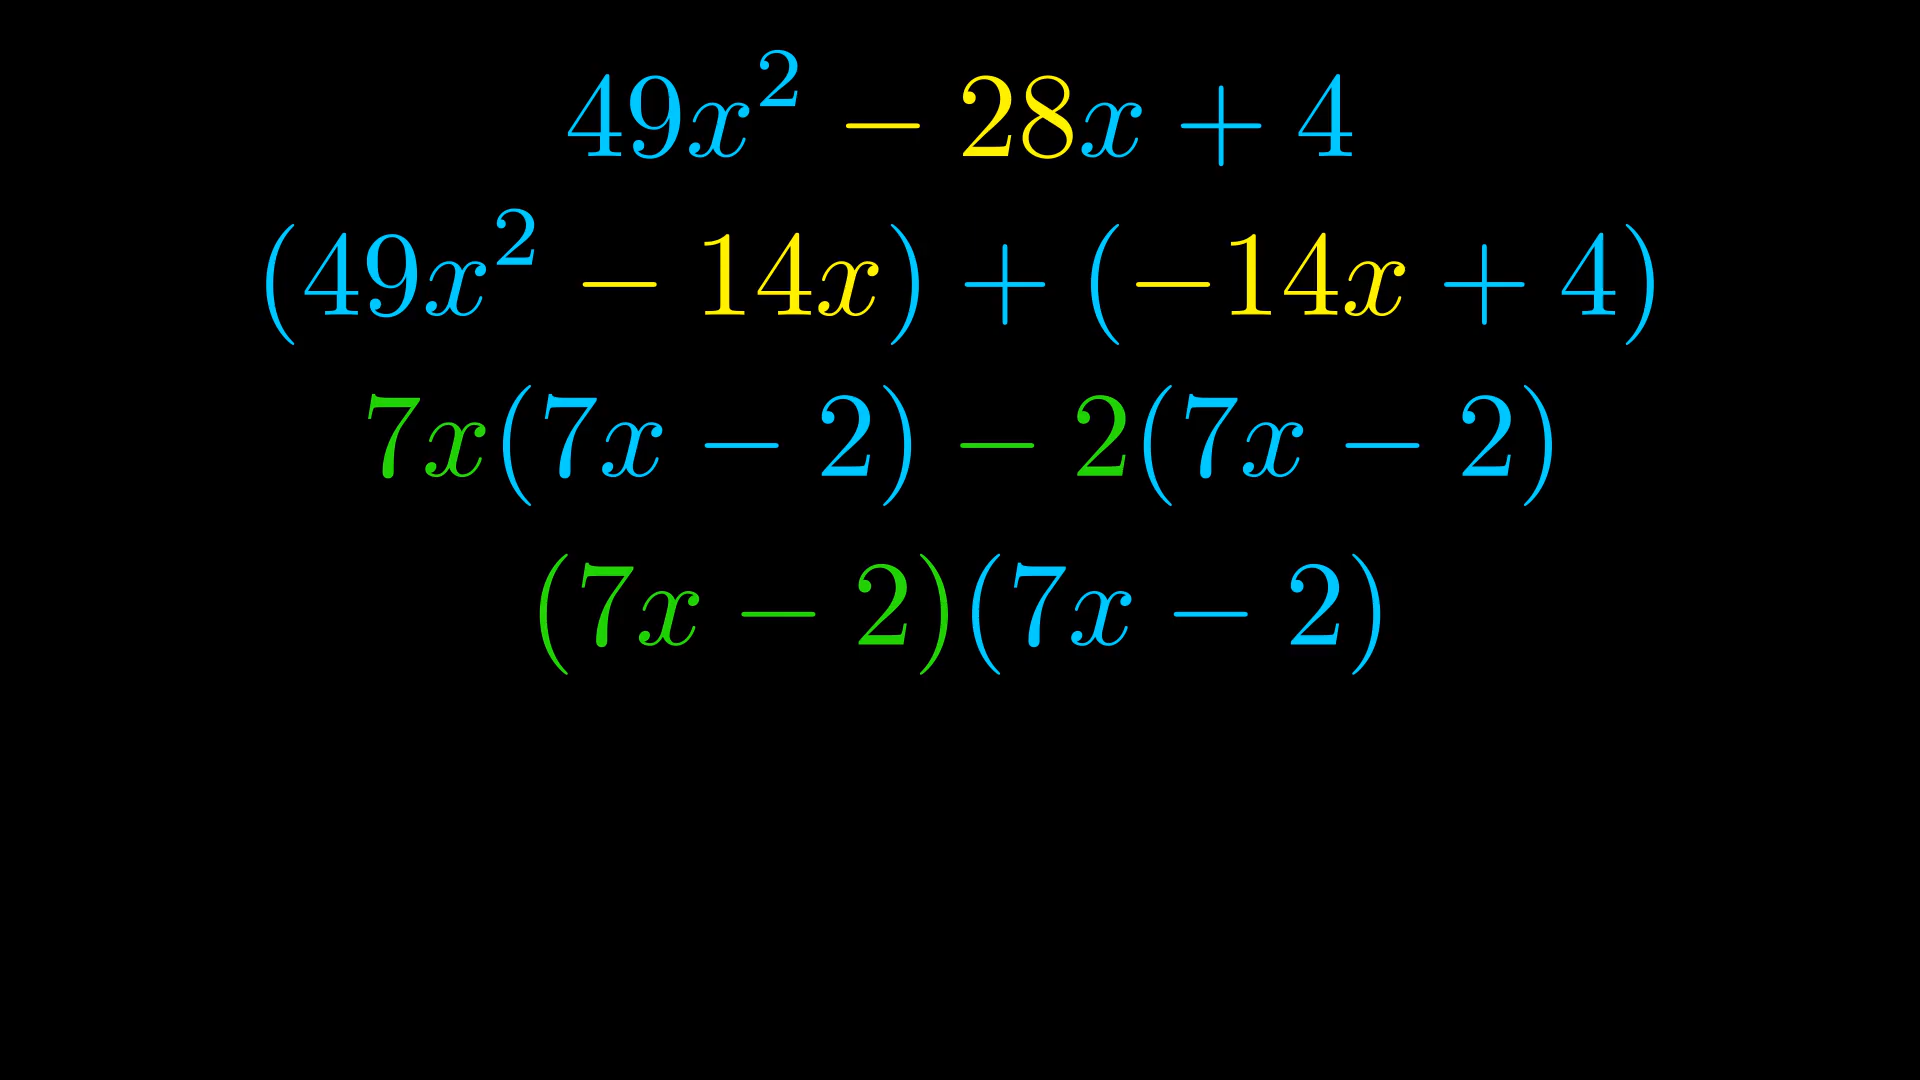 49x² − 28x + 4
(49x² − 14x) + (−14x + 4)
7x(7x − 2) − 2(7x − 2)
(7x − 2)(7x − 2)